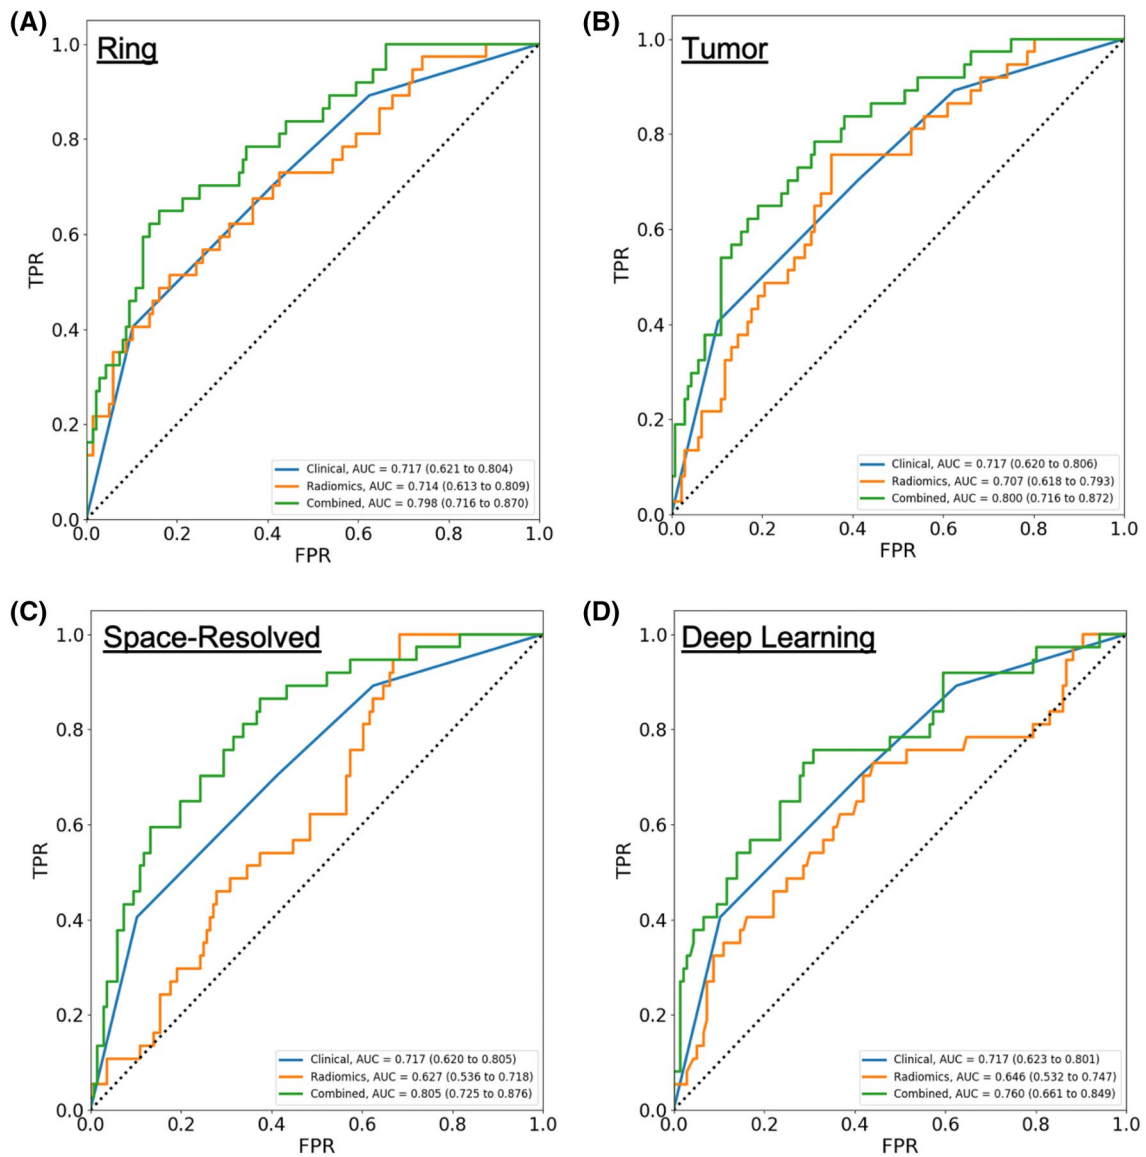 (A)
Ring
1.0
0.8
0.6
0.4
0.2
0.0
TPR
0.0 0.2 0.4 0.6 0.8 1.0
FPR
Clinical, AUC = 0.717 (0.621 to 0.804)
Radiomics, AUC = 0.714 (0.613 to 0.809)
Combined, AUC = 0.798 (0.716 to 0.870)
(B)
Tumor
1.0
0.8
0.6
0.4
0.2
0.0
TPR
0.0 0.2 0.4 0.6 0.8 1.0
FPR
Clinical, AUC = 0.717 (0.620 to 0.806)
Radiomics, AUC = 0.707 (0.618 to 0.793)
Combined, AUC = 0.800 (0.716 to 0.872)
(C)
Space-Resolved
1.0
0.8
0.6
0.4
0.2
0.0
TPR
0.0 0.2 0.4 0.6 0.8 1.0
FPR
Clinical, AUC = 0.717 (0.620 to 0.805)
Radiomics, AUC = 0.627 (0.536 to 0.718)
Combined, AUC = 0.805 (0.725 to 0.876)
(D)
Deep Learning
1.0
0.8
0.6
0.4
0.2
0.0
TPR
0.0 0.2 0.4 0.6 0.8 1.0
FPR
Clinical, AUC = 0.717 (0.623 to 0.801)
Radiomics, AUC = 0.646 (0.532 to 0.747)
Combined, AUC = 0.760 (0.661 to 0.849)